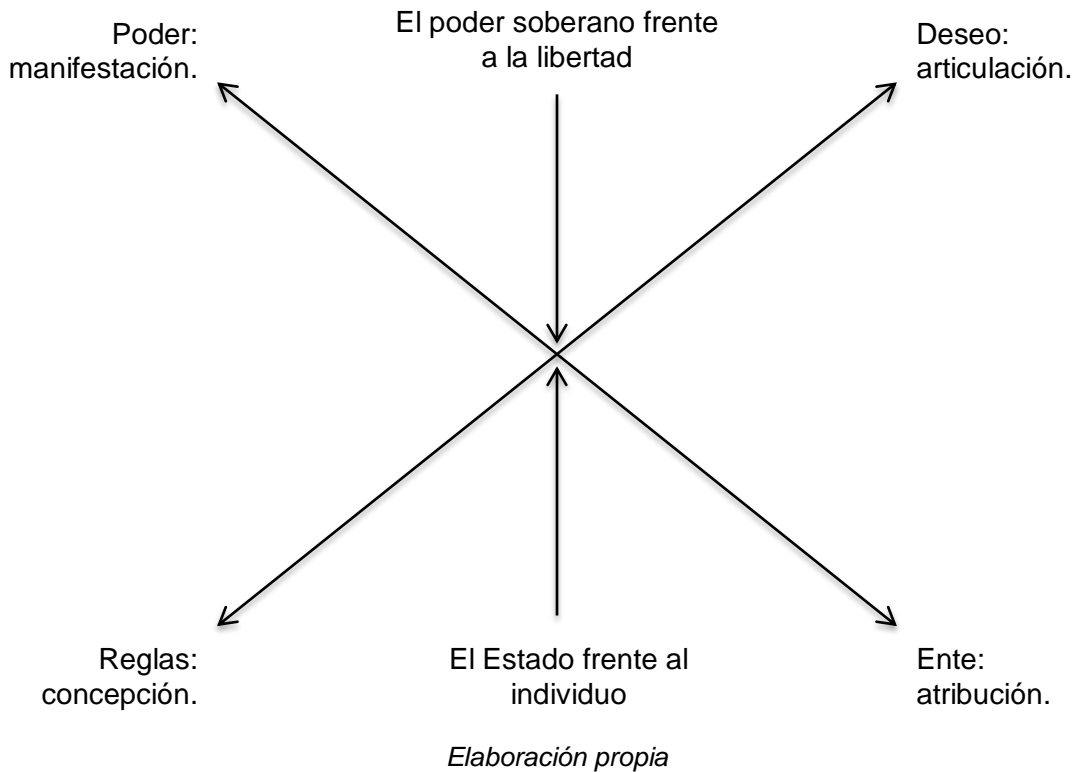 Poder:
manifestación.
El poder soberano frente
a la libertad
Deseo:
articulación.
Reglas:
concepción.
El Estado frente al
individuo
Ente:
atribución.
Elaboración propia